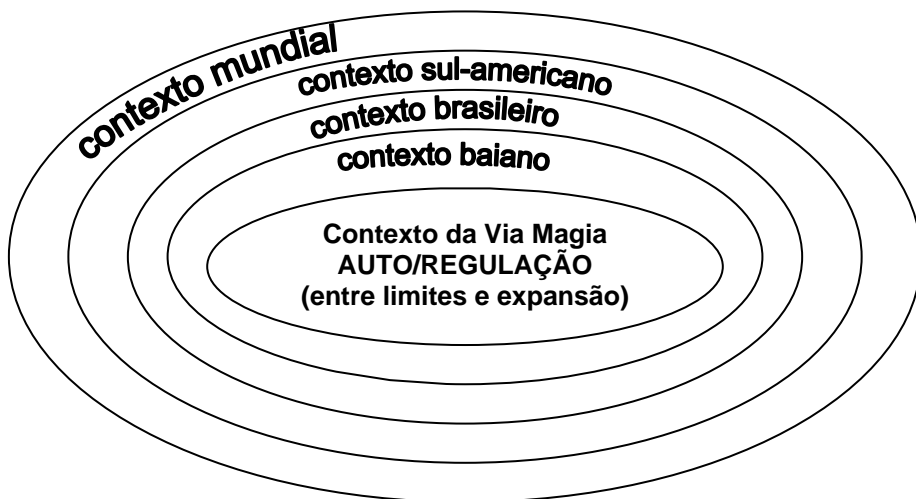 contexto mundial
contexto sul-americano
contexto brasileiro
contexto baiano
Contexto da Via Magia
AUTO/REGULAÇÃO
(entre limites e expansão)